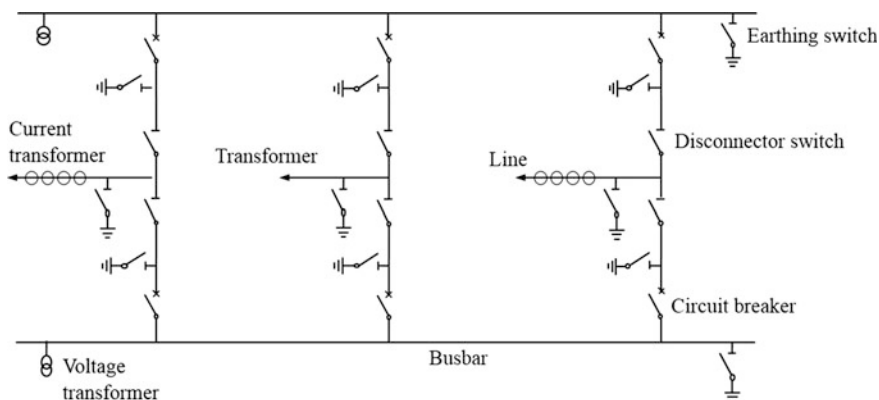 Earthing switch
Current
transformer
Transformer
Line
Disconnector switch
Circuit breaker
Busbar
Voltage
transformer